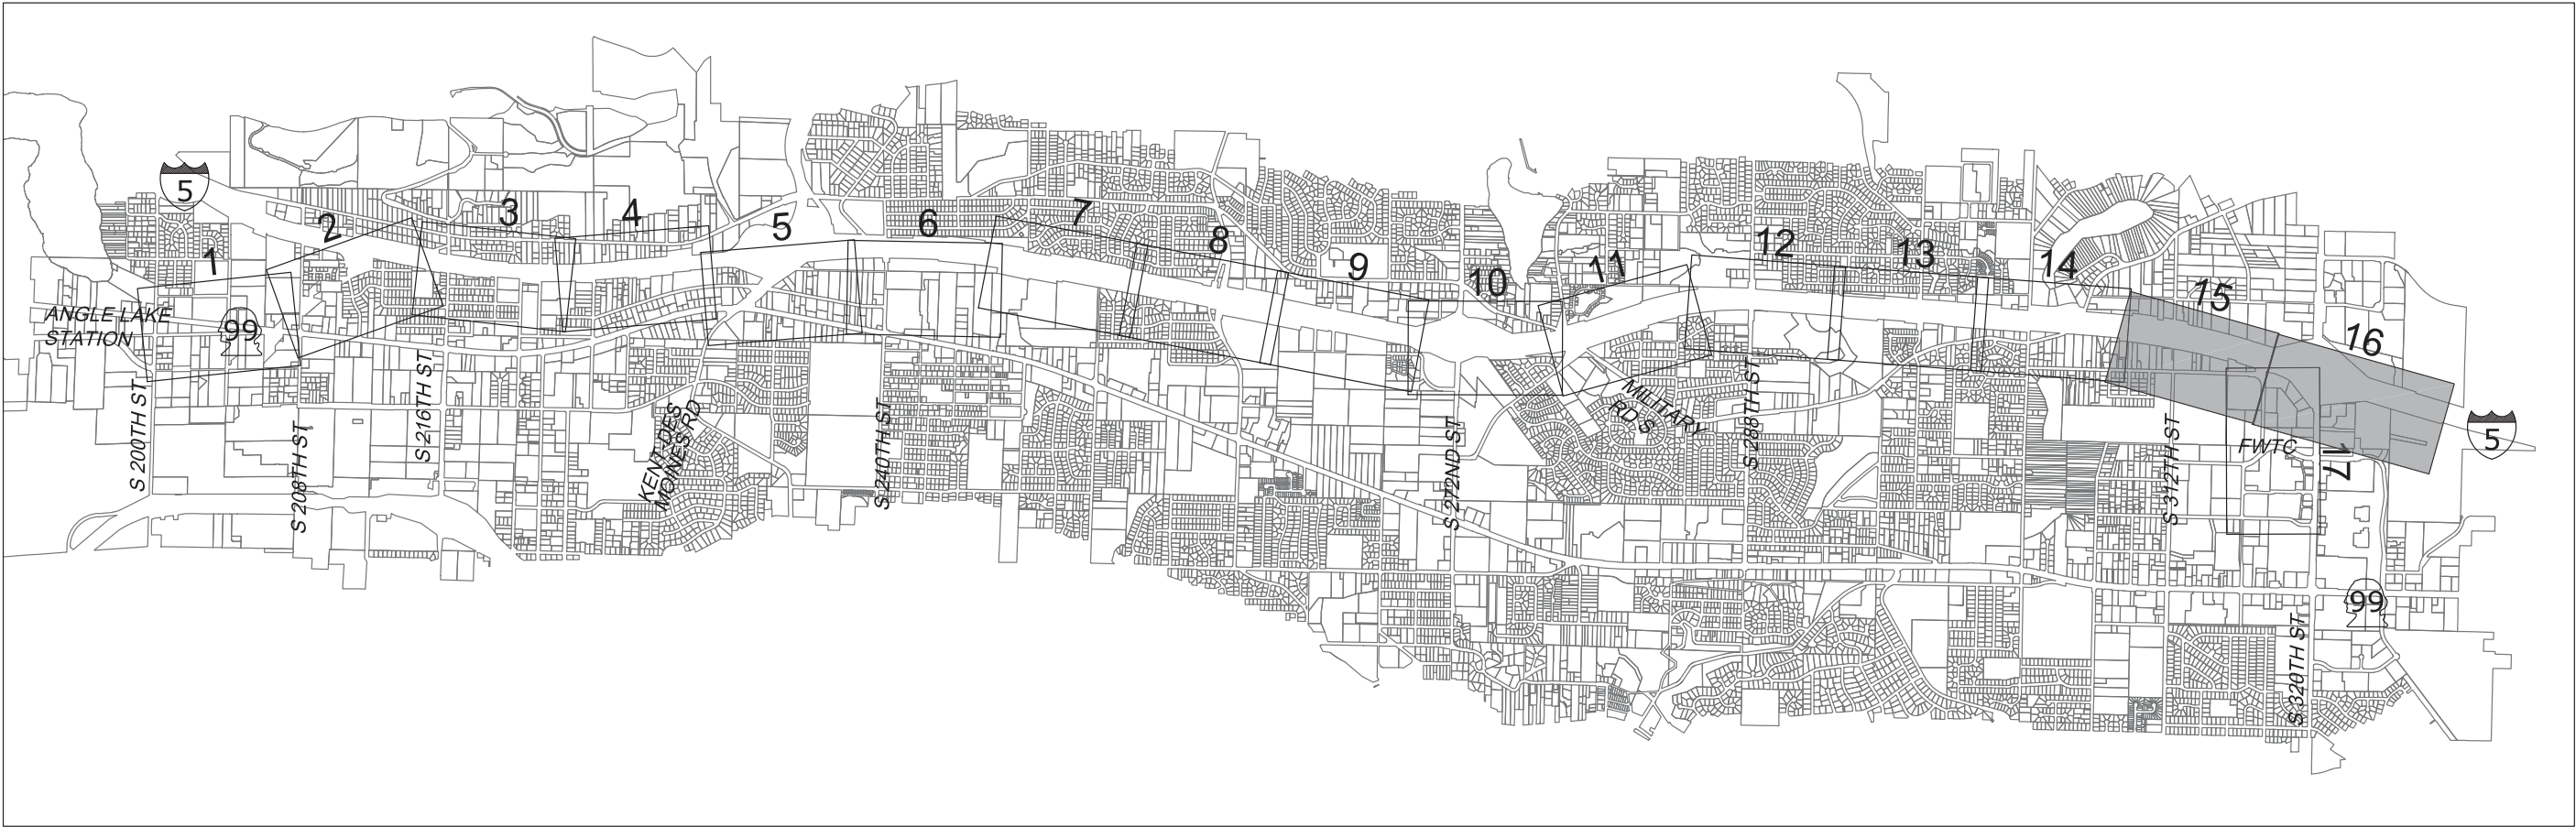 5
1
2
3
4
5
6
7
8
9
10
11
12
13
14
15
16
17
ANGLE LAKE
STATION
99
S 200TH ST
S 208TH ST
S 216TH ST
KENT DES
MOINES RD
S 240TH ST
S 272ND ST
MILITARY
RD S
S 288TH ST
S 312TH ST
FWTC
5
99
S 320TH ST